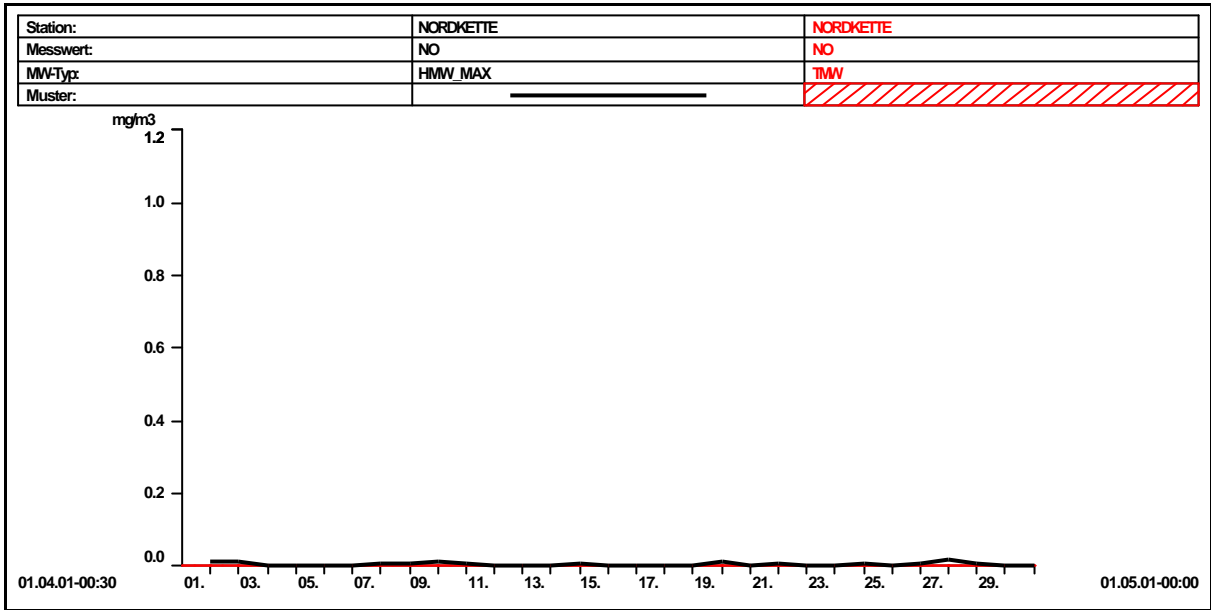 Station: NORDKETTE NORDKETTE
Messwert: NO NO
MW-Typ: HMW_MAX TMW
Muster:
mg/m3
1.2
1.0
0.8
0.6
0.4
0.2
0.0
01.04.01-00:30 01. 03. 05. 07. 09. 11. 13. 15. 17. 19. 21. 23. 25. 27. 29. 01.05.01-00:00